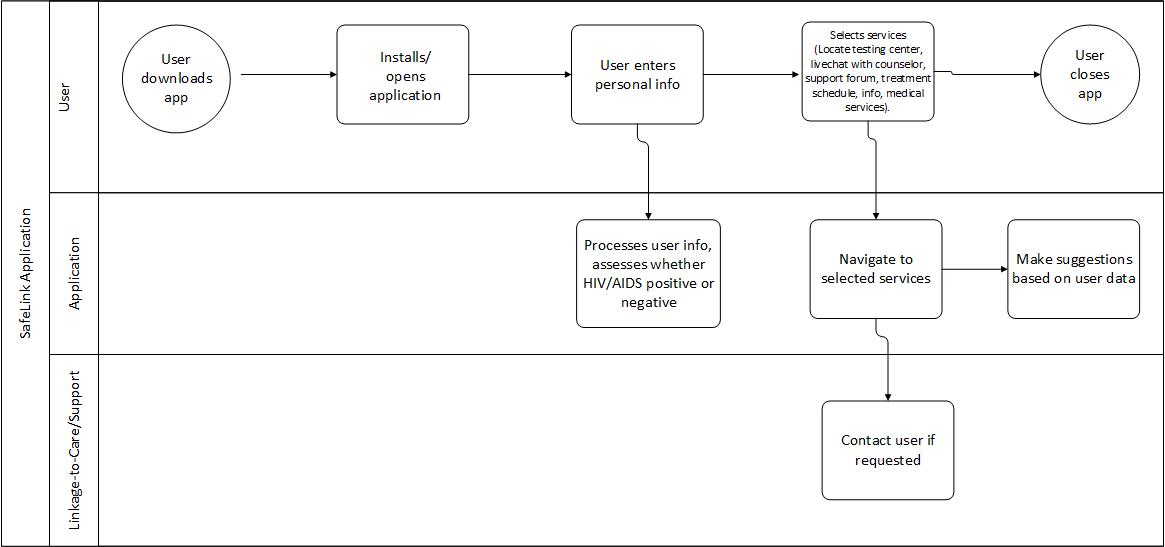 SafeLink Application
User
User
downloads
app
Installs/
opens
application
User enters
personal info
Selects services
(Locate testing center,
livechat with counselor,
support forum, treatment
schedule, info, medical
services).
User
closes
app
Application
Processes user info,
assesses whether
HIV/AIDS positive or
negative
Navigate to
selected services
Make suggestions
based on user data
Linkage-to-Care/Support
Contact user if
requested